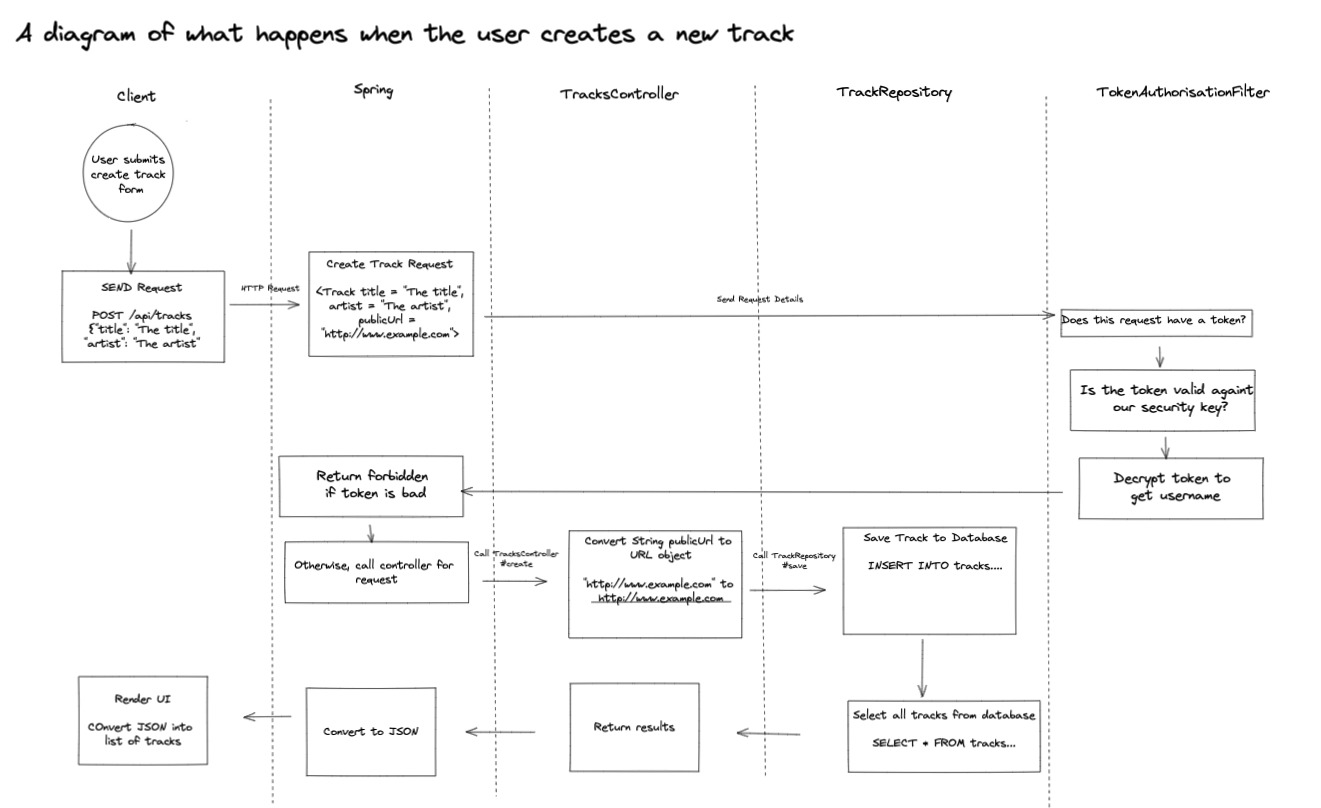 A diagram of what happens when the user creates a new track
Client
Spring
TracksController
TrackRepository
TokenAuthorisationFilter
User submits
create track
form
SEND Request
POST /api/tracks
{"title": "The title",
"artist": "The artist"
HTTP Request
Create Track Request
<Track title = "The title",
artist = "The artist",
publicUrl =
"http://www.example.com">
Send Request Details
Does this request have a token?
Is the token valid againt
our security key?
Decrypt token to
get username
Return forbidden
if token is bad
Otherwise, call controller for
request
Call TracksController
#create
Convert String publicUrl to
URL object
"http://www.example.com" to
http://www.example.com
Call TrackRepository
#save
Save Track to Database
INSERT INTO tracks....
Select all tracks from database
SELECT * FROM tracks...
Return results
Convert to JSON
Render UI
COnvert JSON into
list of tracks